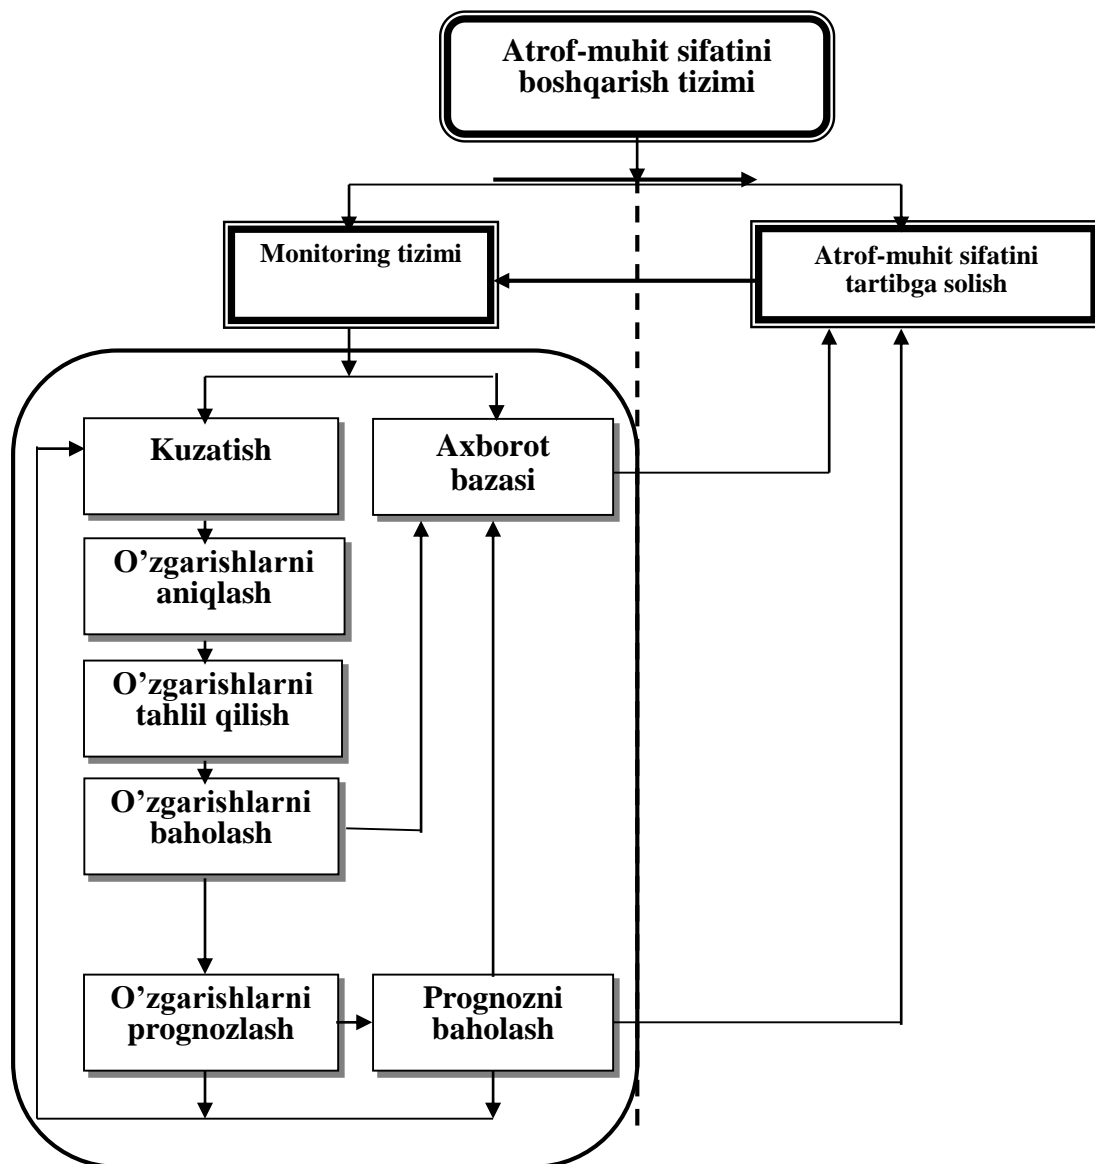 Atrof-muhit sifatini
boshqarish tizimi
Monitoring tizimi
Atrof-muhit sifatini
tartibga solish
Kuzatish
Axborot
bazasi
O’zgarishlarni
aniqlash
O’zgarishlarni
tahlil qilish
O’zgarishlarni
baholash
O’zgarishlarni
prognozlash
Prognozni
baholash